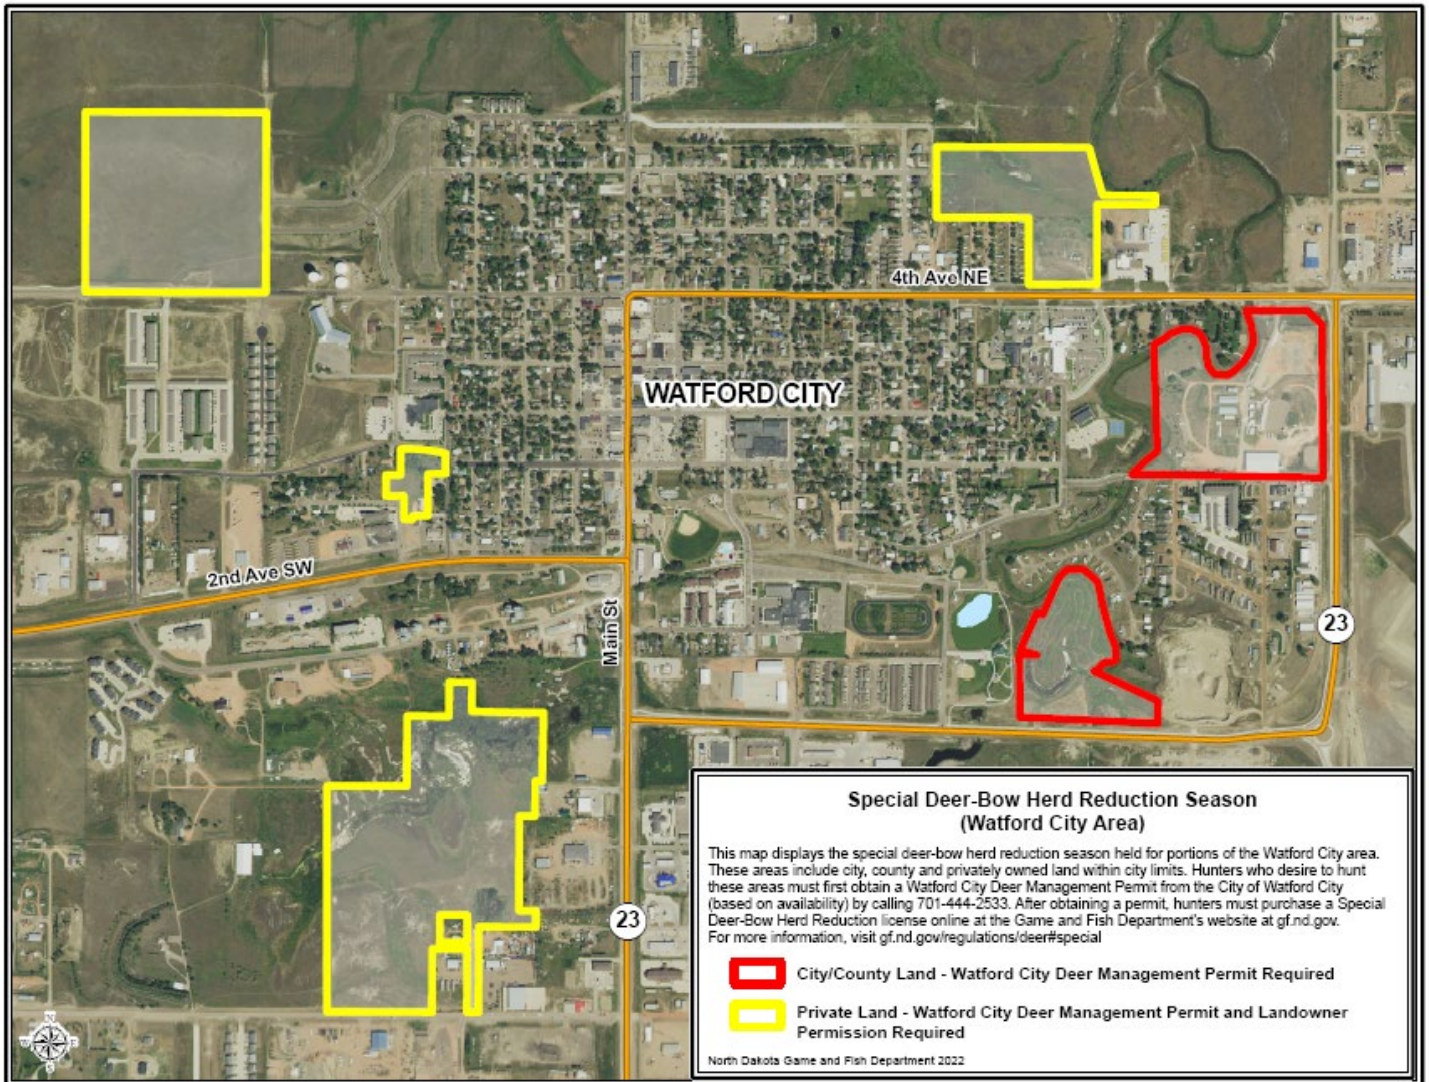 4th Ave NE
WATFORD CITY
2nd Ave SW
Main St
23
23
N
W E
S
Special Deer-Bow Herd Reduction Season
(Watford City Area)
This map displays the special deer-bow herd reduction season held for portions of the Watford City area.
These areas include city, county and privately owned land within city limits. Hunters who desire to hunt
these areas must first obtain a Watford City Deer Management Permit from the City of Watford City
(based on availability) by calling 701-444-2533. After obtaining a permit, hunters must purchase a Special
Deer-Bow Herd Reduction license online at the Game and Fish Department's website at gf.nd.gov.
For more information, visit gf.nd.gov/regulations/deer#special
City/County Land - Watford City Deer Management Permit Required
Private Land - Watford City Deer Management Permit and Landowner
Permission Required
North Dakota Game and Fish Department 2022